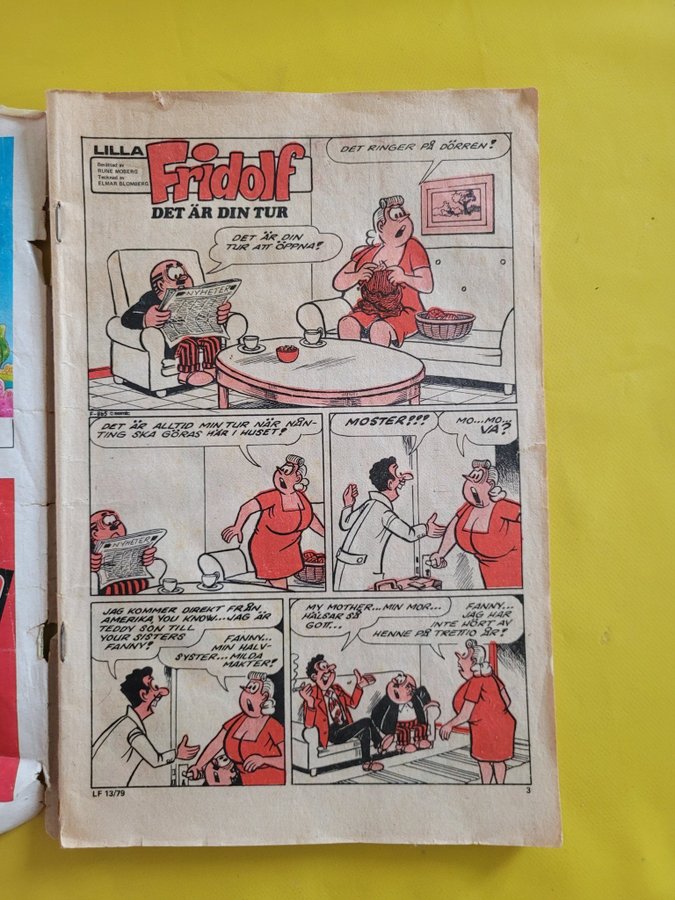 LILLA
Fridolf
Berättad av
RUNE MOBERG
Tecknad av
ELMAR BLOMBERG
DET ÄR DIN TUR
DET RINGER PÅ DÖRREN!
DET ÄR DIN
TUR ATT ÖPPNA!
NYHETER
DET ÄR ALLTID MIN TUR NÄR NÅN-
TING SKA GÖRAS HÄR I HUSET!
NYHETER
MOSTER!!!
MO...MO...
VA?
JAG KOMMER DIREKT FRÅN
AMERIKA YOU KNOW...JAG ÄR
TEDDY SON TILL
YOUR SISTERS
FANNY!
FANNY...
MIN HALV-
SYSTER...MILDA
MAKTER!
MY MOTHER...MIN MOR...
HÄLSAR SÅ
GOTT...
FANNY...
JAG HAR
INTE HÖRT AV
HENNE PÅ TRETTIO ÅR!
LF 13/79
3